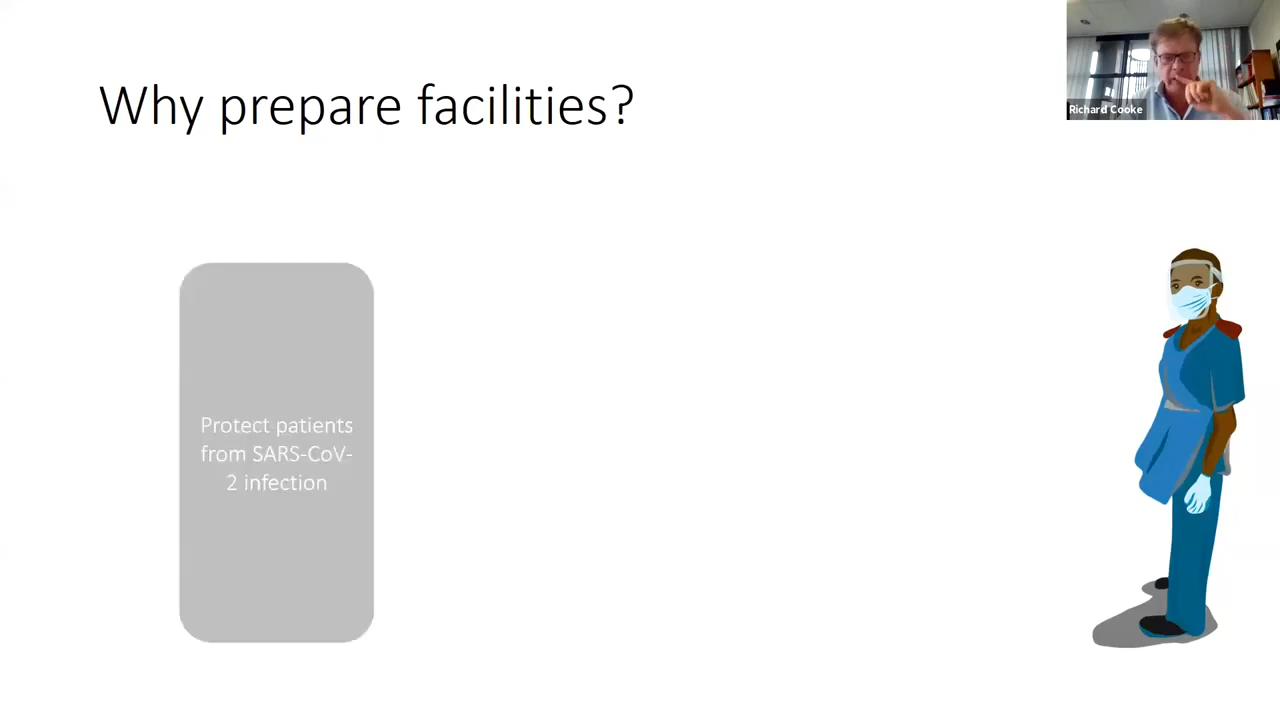 Why prepare facilities?
Richard Cooke
Protect patients
from SARS-CoV-
2 infection